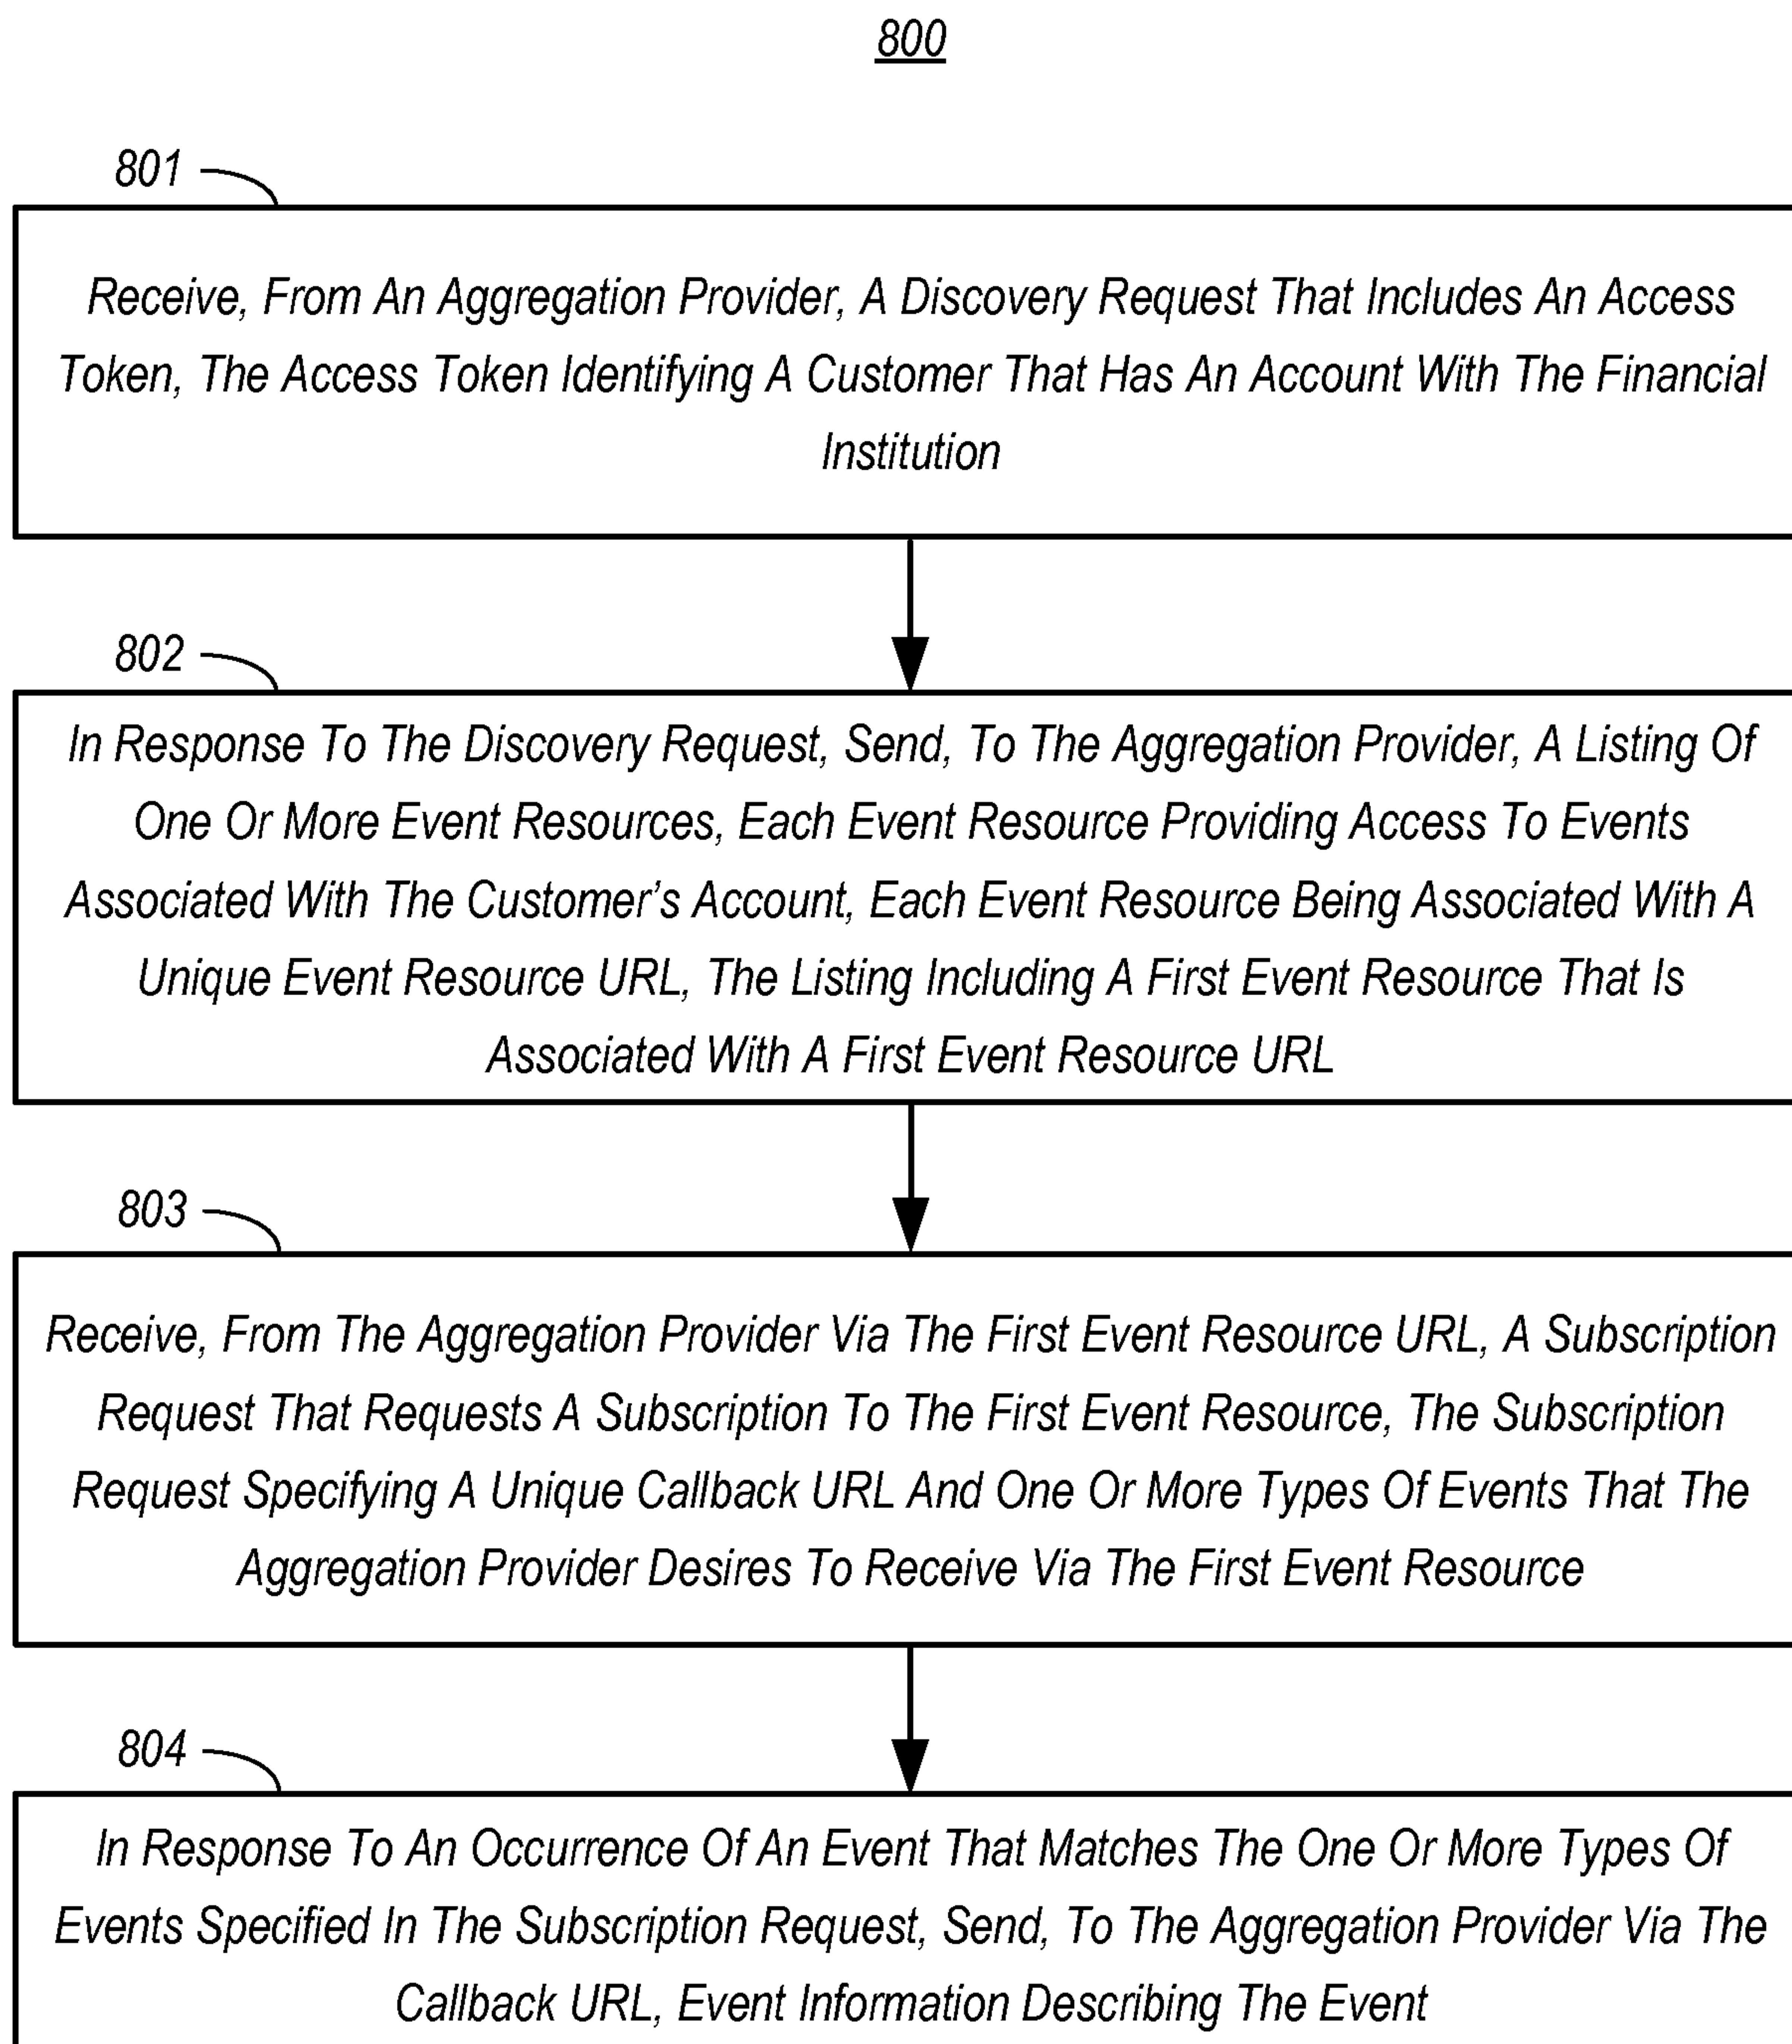 800
801
Receive, From An Aggregation Provider, A Discovery Request That Includes An Access
Token, The Access Token Identifying A Customer That Has An Account With The Financial
Institution
802
In Response To The Discovery Request, Send, To The Aggregation Provider, A Listing Of
One Or More Event Resources, Each Event Resource Providing Access To Events
Associated With The Customer’s Account, Each Event Resource Being Associated With A
Unique Event Resource URL, The Listing Including A First Event Resource That Is
Associated With A First Event Resource URL
803
Receive, From The Aggregation Provider Via The First Event Resource URL, A Subscription
Request That Requests A Subscription To The First Event Resource, The Subscription
Request Specifying A Unique Callback URL And One Or More Types Of Events That The
Aggregation Provider Desires To Receive Via The First Event Resource
804
In Response To An Occurrence Of An Event That Matches The One Or More Types Of
Events Specified In The Subscription Request, Send, To The Aggregation Provider Via The
Callback URL, Event Information Describing The Event